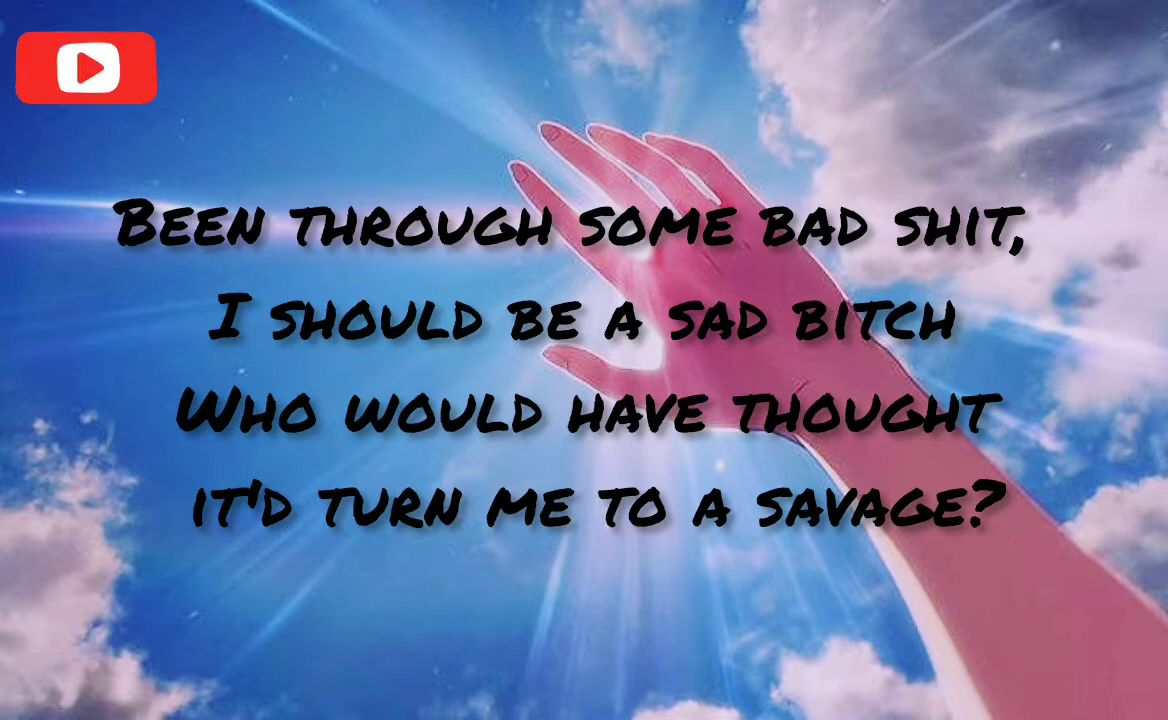 Been through some bad shit,
I should be a sad bitch
Who would have thought
it'd turn me to a savage?